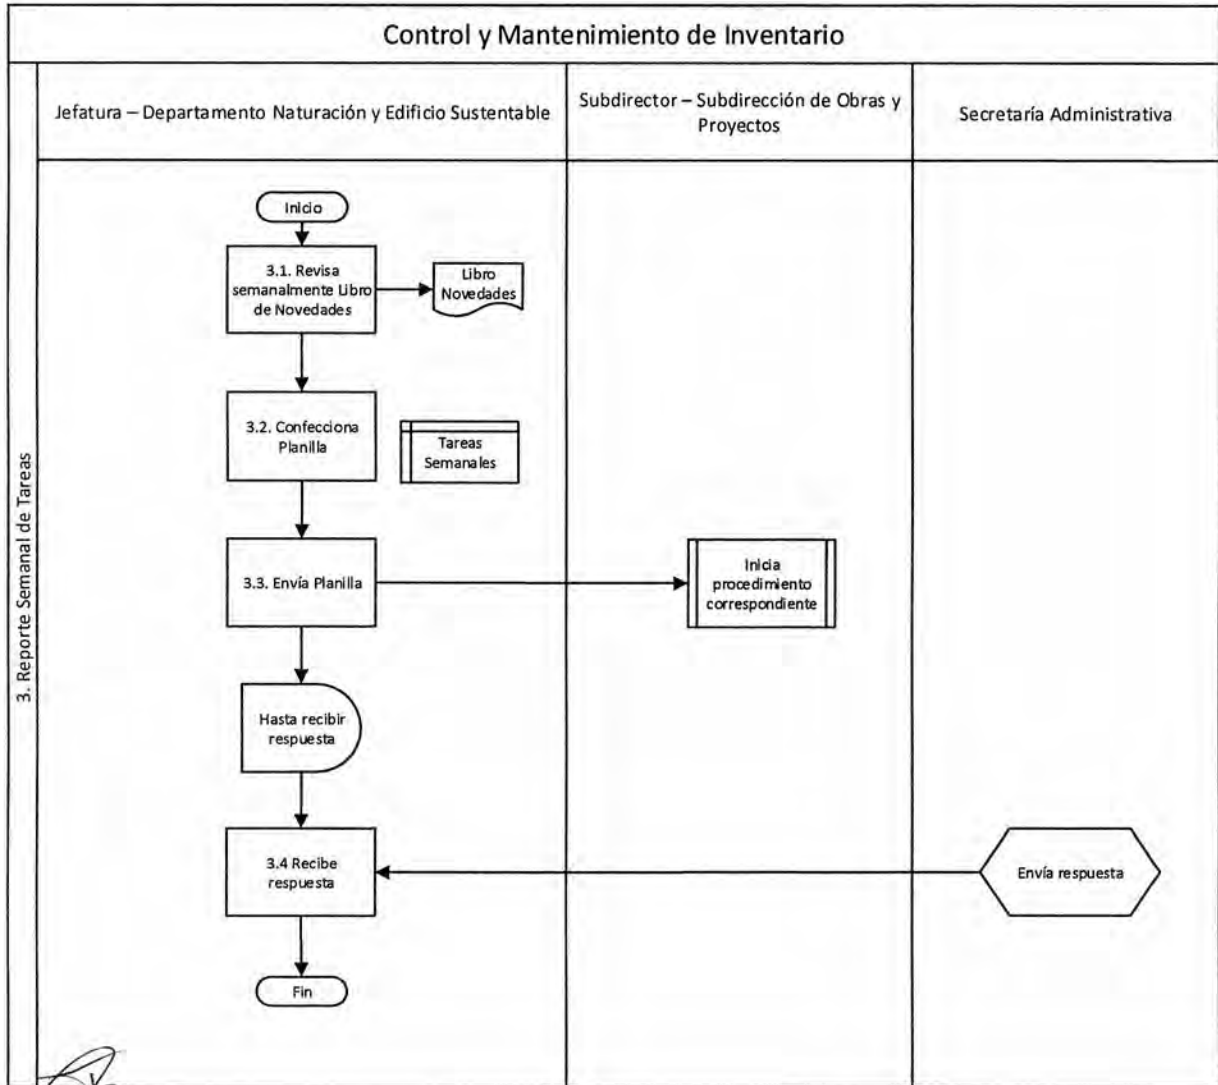 Control y Mantenimiento de Inventario
Jefatura – Departamento Naturación y Edificio Sustentable
Subdirector – Subdirección de Obras y
Proyectos
Secretaría Administrativa
3. Reporte Semanal de Tareas
Inicio
3.1. Revisa
semanalmente Libro
de Novedades
Libro
Novedades
3.2. Confecciona
Planilla
Tareas
Semanales
3.3. Envía Planilla
Inicia
procedimiento
correspondiente
Hasta recibir
respuesta
3.4 Recibe
respuesta
Envía respuesta
Fin